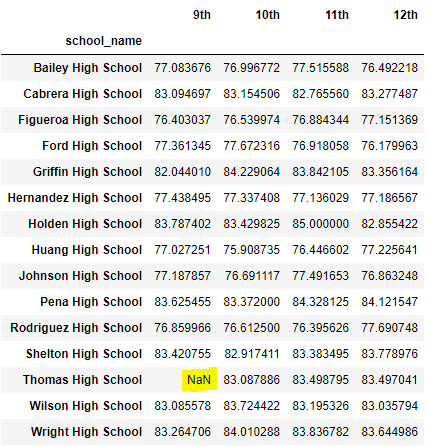 9th 10th 11th 12th
school_name
Bailey High School 77.083676 76.996772 77.515588 76.492218
Cabrera High School 83.094697 83.154506 82.765560 83.277487
Figueroa High School 76.403037 76.539974 76.884344 77.151369
Ford High School 77.361345 77.672316 76.918058 76.179963
Griffin High School 82.044010 84.229064 83.842105 83.356164
Hernandez High School 77.438495 77.337408 77.136029 77.186567
Holden High School 83.787402 83.429825 85.000000 82.855422
Huang High School 77.027251 75.908735 76.446602 77.225641
Johnson High School 77.187857 76.691117 77.491653 76.863248
Pena High School 83.625455 83.372000 84.328125 84.121547
Rodriguez High School 76.859966 76.612500 76.395626 77.690748
Shelton High School 83.420755 82.917411 83.383495 83.778976
Thomas High School NaN 83.087886 83.498795 83.497041
Wilson High School 83.085578 83.724422 83.195326 83.035794
Wright High School 83.264706 84.010288 83.836782 83.644986